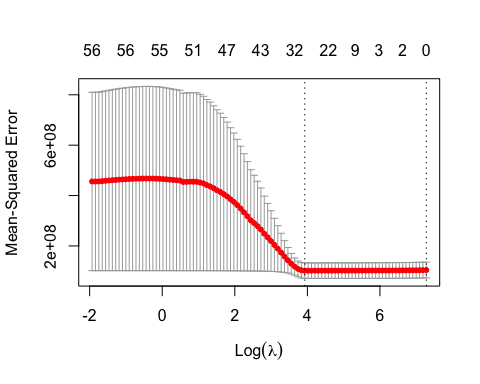 56 56 55 51 47 43 32 22 9 3 2 0
Mean-Squared Error
6e+08
2e+08
-2 0 2 4 6
Log(λ)